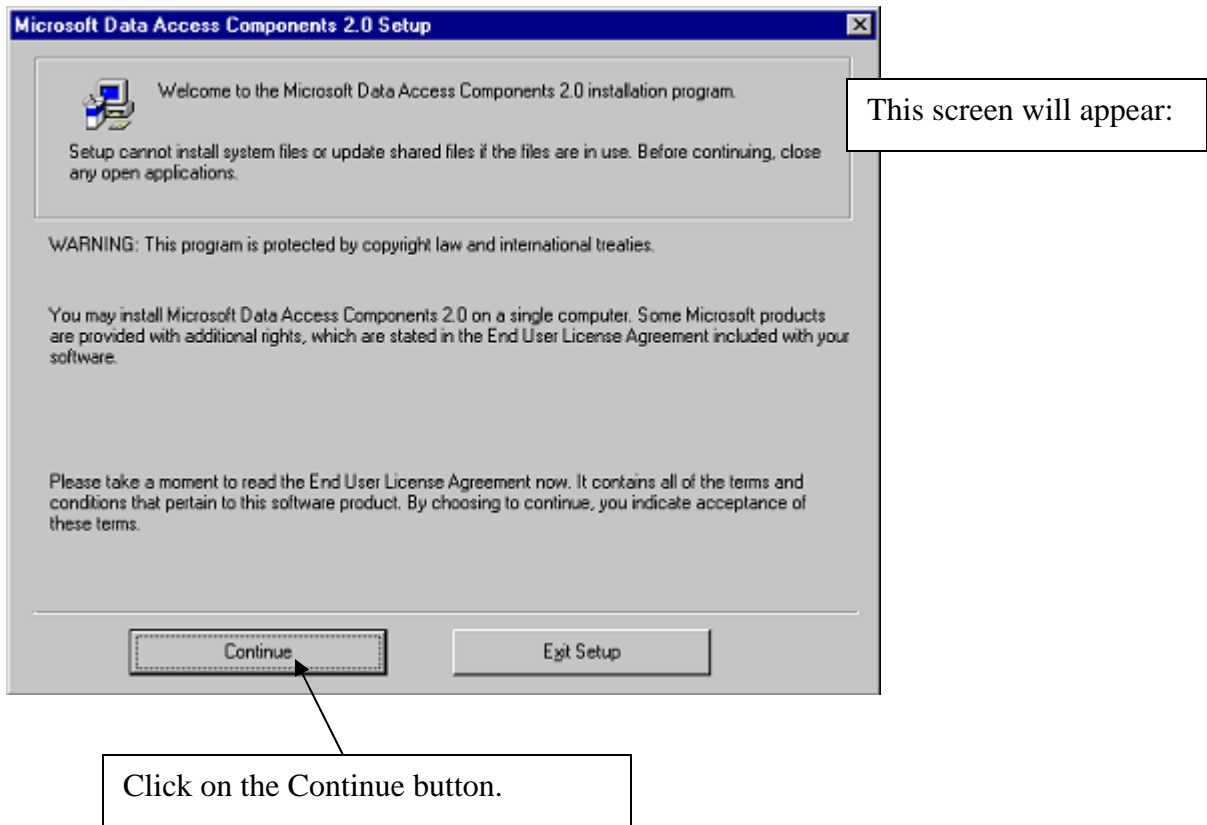 Microsoft Data Access Components 2.0 Setup
This screen will appear:
Welcome to the Microsoft Data Access Components 2.0 installation program.
Setup cannot install system files or update shared files if the files are in use. Before continuing, close
any open applications.
WARNING: This program is protected by copyright law and international treaties.
You may install Microsoft Data Access Components 2.0 on a single computer. Some Microsoft products
are provided with additional rights, which are stated in the End User License Agreement included with your
software.
Please take a moment to read the End User License Agreement now. It contains all of the terms and
conditions that pertain to this software product. By choosing to continue, you indicate acceptance of
these terms.
Continue
Exit Setup
Click on the Continue button.